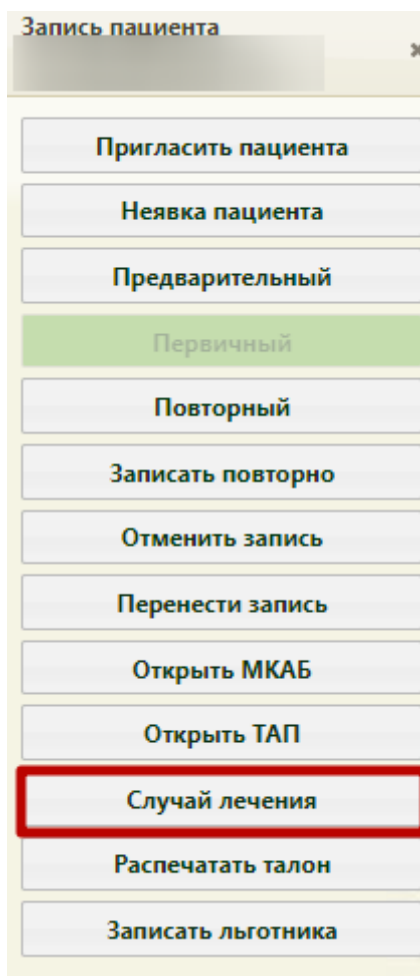 Запись пациента
Пригласить пациента
Неявка пациента
Предварительный
Первичный
Повторный
Записать повторно
Отменить запись
Перенести запись
Открыть МКАБ
Открыть ТАП
Случай лечения
Распечатать талон
Записать льготника